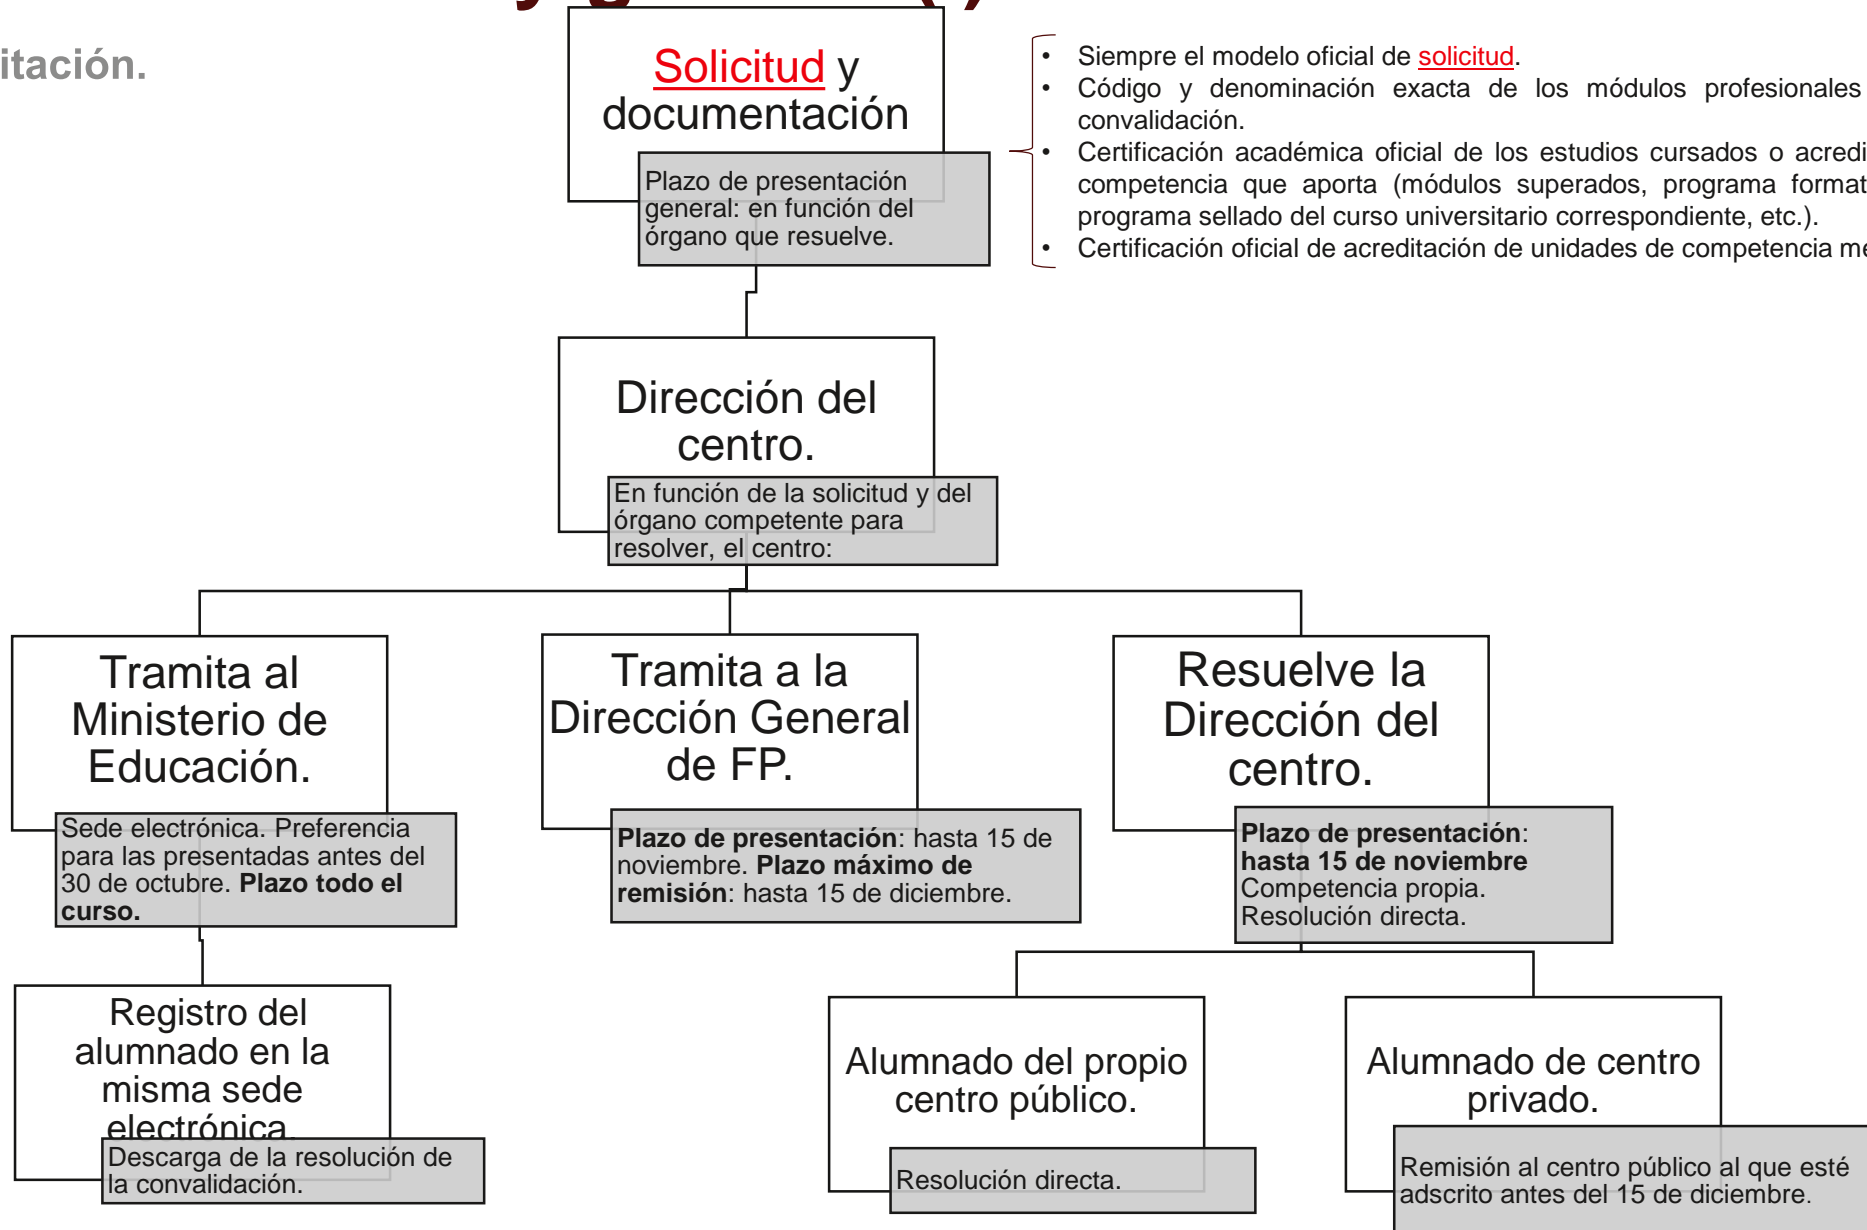 itación.
Solicitud y
documentación
Plazo de presentación
general: en función del
órgano que resuelve.
• Siempre el modelo oficial de solicitud.
• Código y denominación exacta de los módulos profesionales
convalidación.
• Certificación académica oficial de los estudios cursados o acredi
competencia que aporta (módulos superados, programa format
programa sellado del curso universitario correspondiente, etc.).
• Certificación oficial de acreditación de unidades de competencia me
Dirección del
centro.
En función de la solicitud y del
órgano competente para
resolver, el centro:
Tramita al
Ministerio de
Educación.
Sede electrónica. Preferencia
para las presentadas antes del
30 de octubre. Plazo todo el
curso.
Tramita a la
Dirección General
de FP.
Plazo de presentación: hasta 15 de
noviembre. Plazo máximo de
remisión: hasta 15 de diciembre.
Resuelve la
Dirección del
centro.
Plazo de presentación:
hasta 15 de noviembre
Competencia propia.
Resolución directa.
Registro del
alumnado en la
misma sede
electrónica.
Descarga de la resolución de
la convalidación.
Alumnado del propio
centro público.
Resolución directa.
Alumnado de centro
privado.
Remisión al centro público al que esté
adscrito antes del 15 de diciembre.